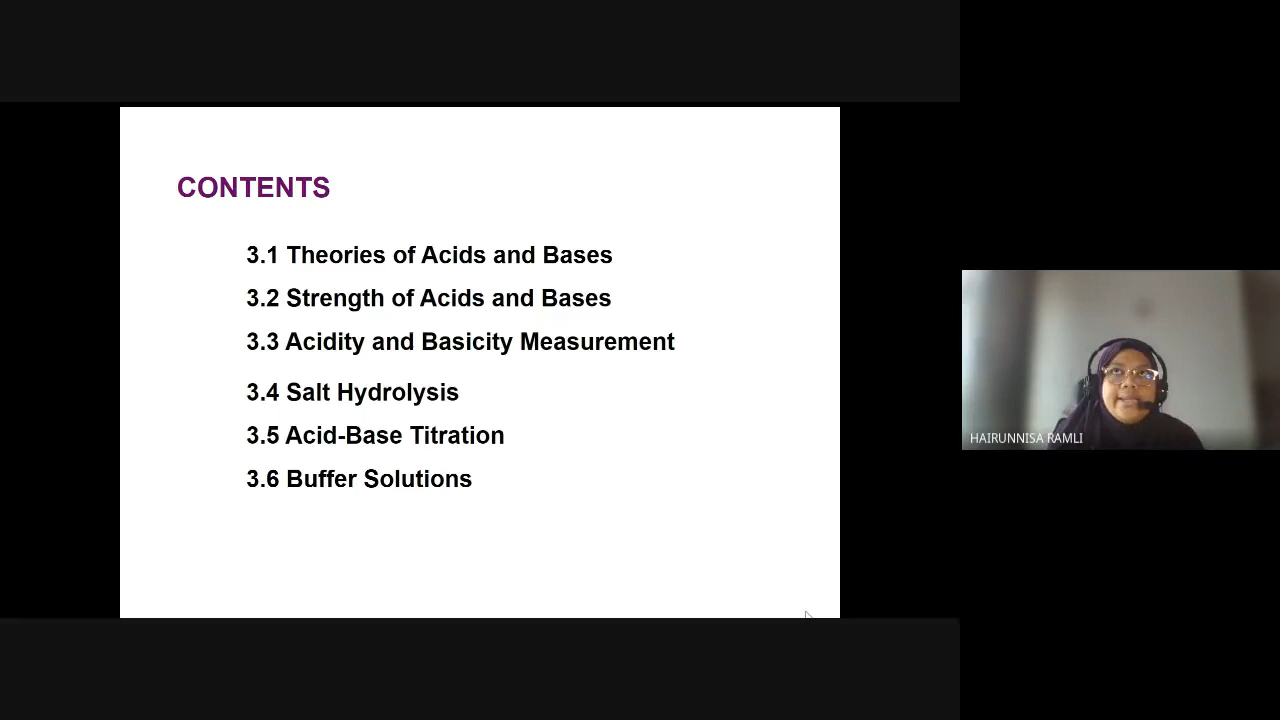 CONTENTS
3.1 Theories of Acids and Bases
3.2 Strength of Acids and Bases
3.3 Acidity and Basicity Measurement
3.4 Salt Hydrolysis
3.5 Acid-Base Titration
3.6 Buffer Solutions
HAIRUNNISA RAMLI